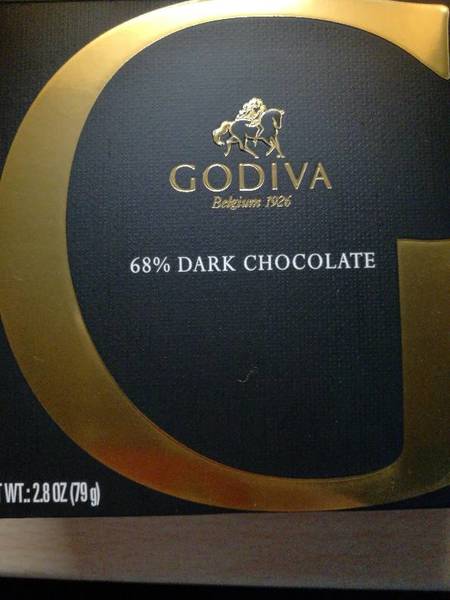 G
GODIVA
Belgium 1926
68% DARK CHOCOLATE
T WT.: 2.8 OZ (79 g)